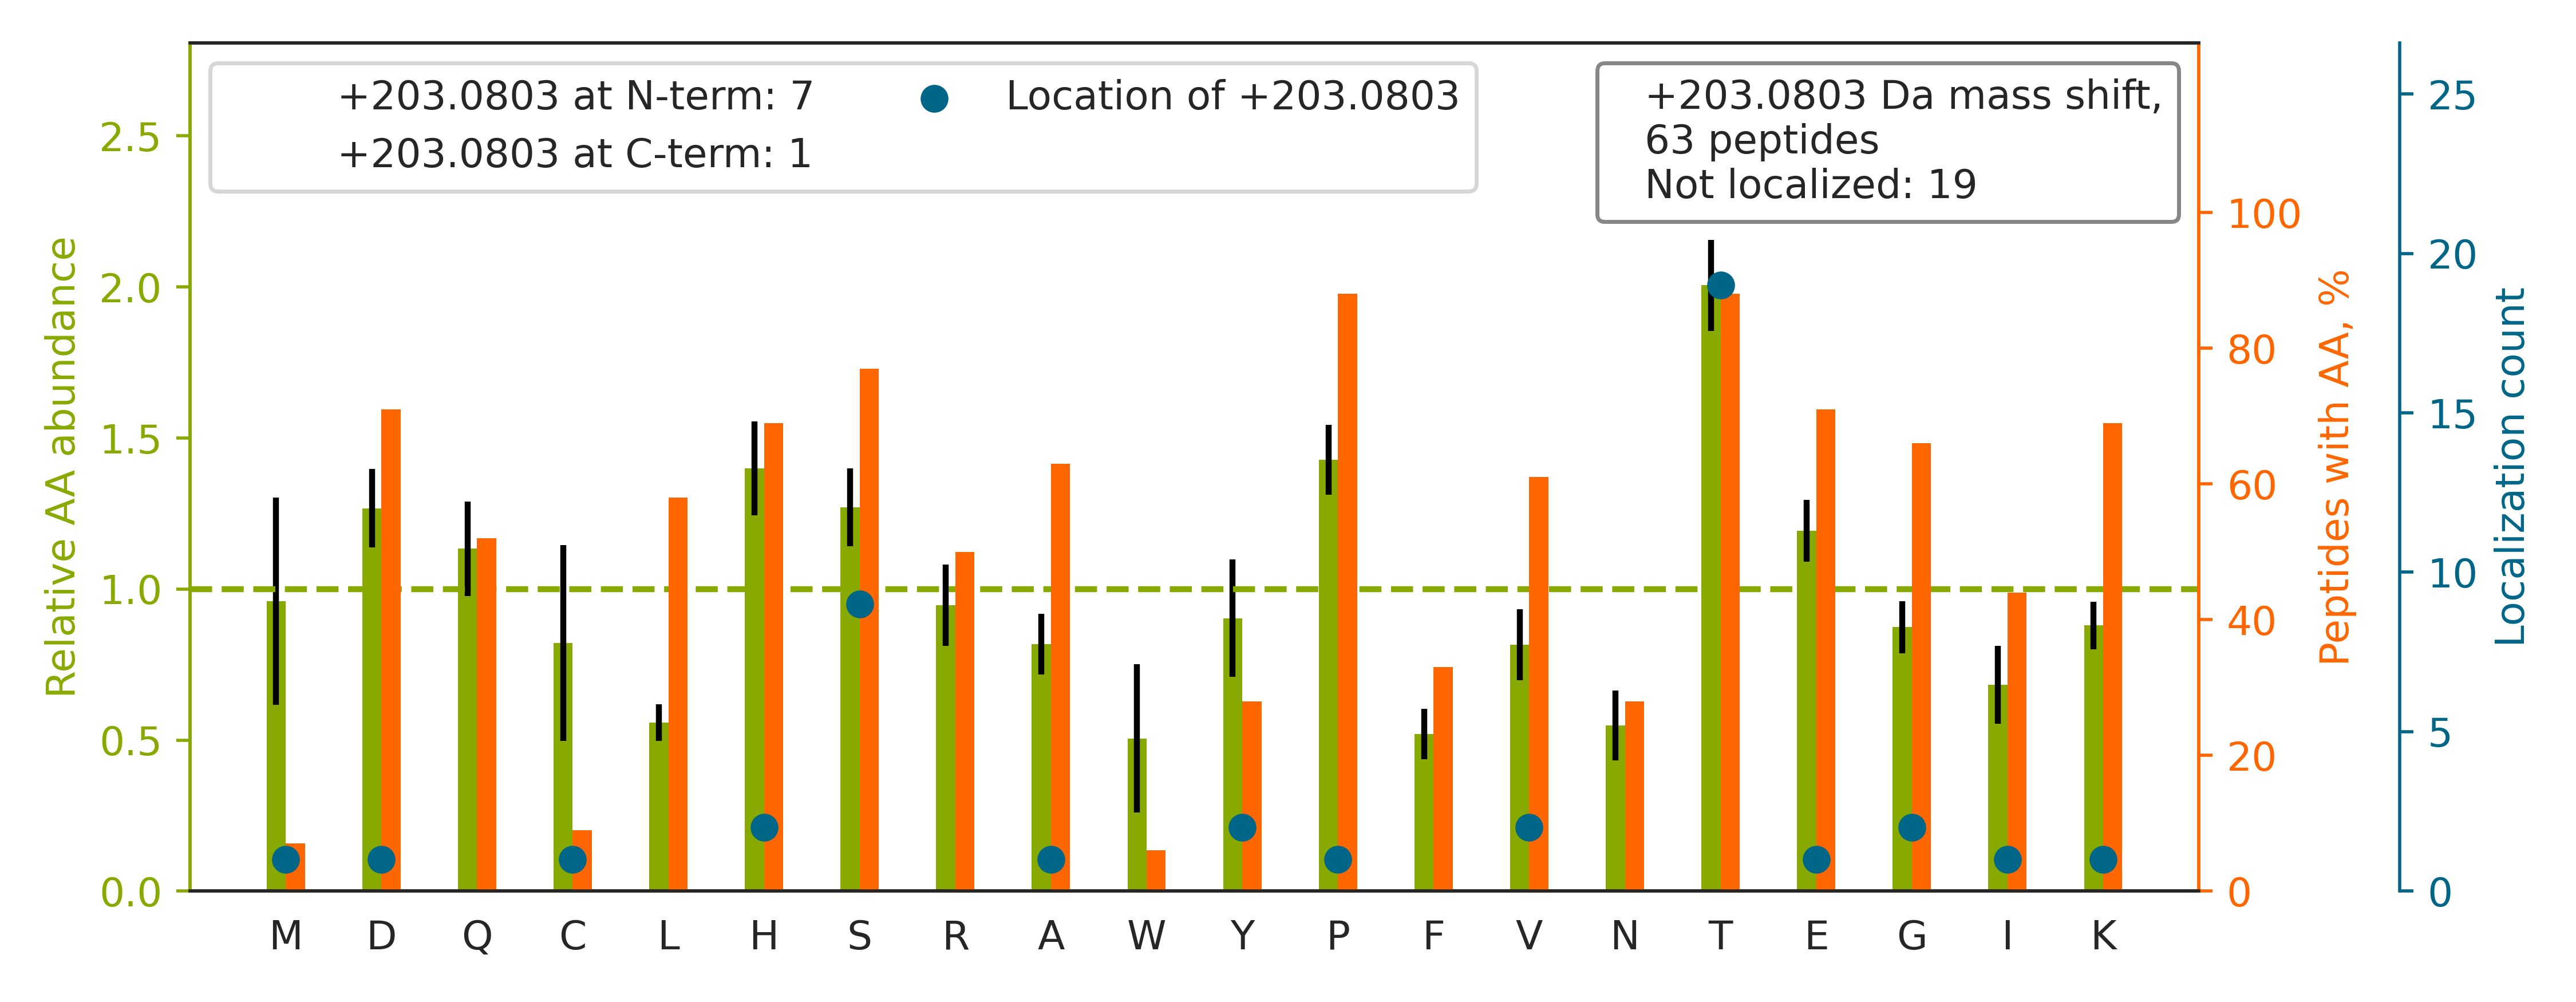 +203.0803 at N-term: 7
+203.0803 at C-term: 1
Location of +203.0803
+203.0803 Da mass shift,
63 peptides
Not localized: 19
Relative AA abundance
0.0
0.5
1.0
1.5
2.0
2.5
Peptides with AA, %
0
20
40
60
80
100
Localization count
0
5
10
15
20
25
M D Q C L H S R A W Y P F V N T E G I K